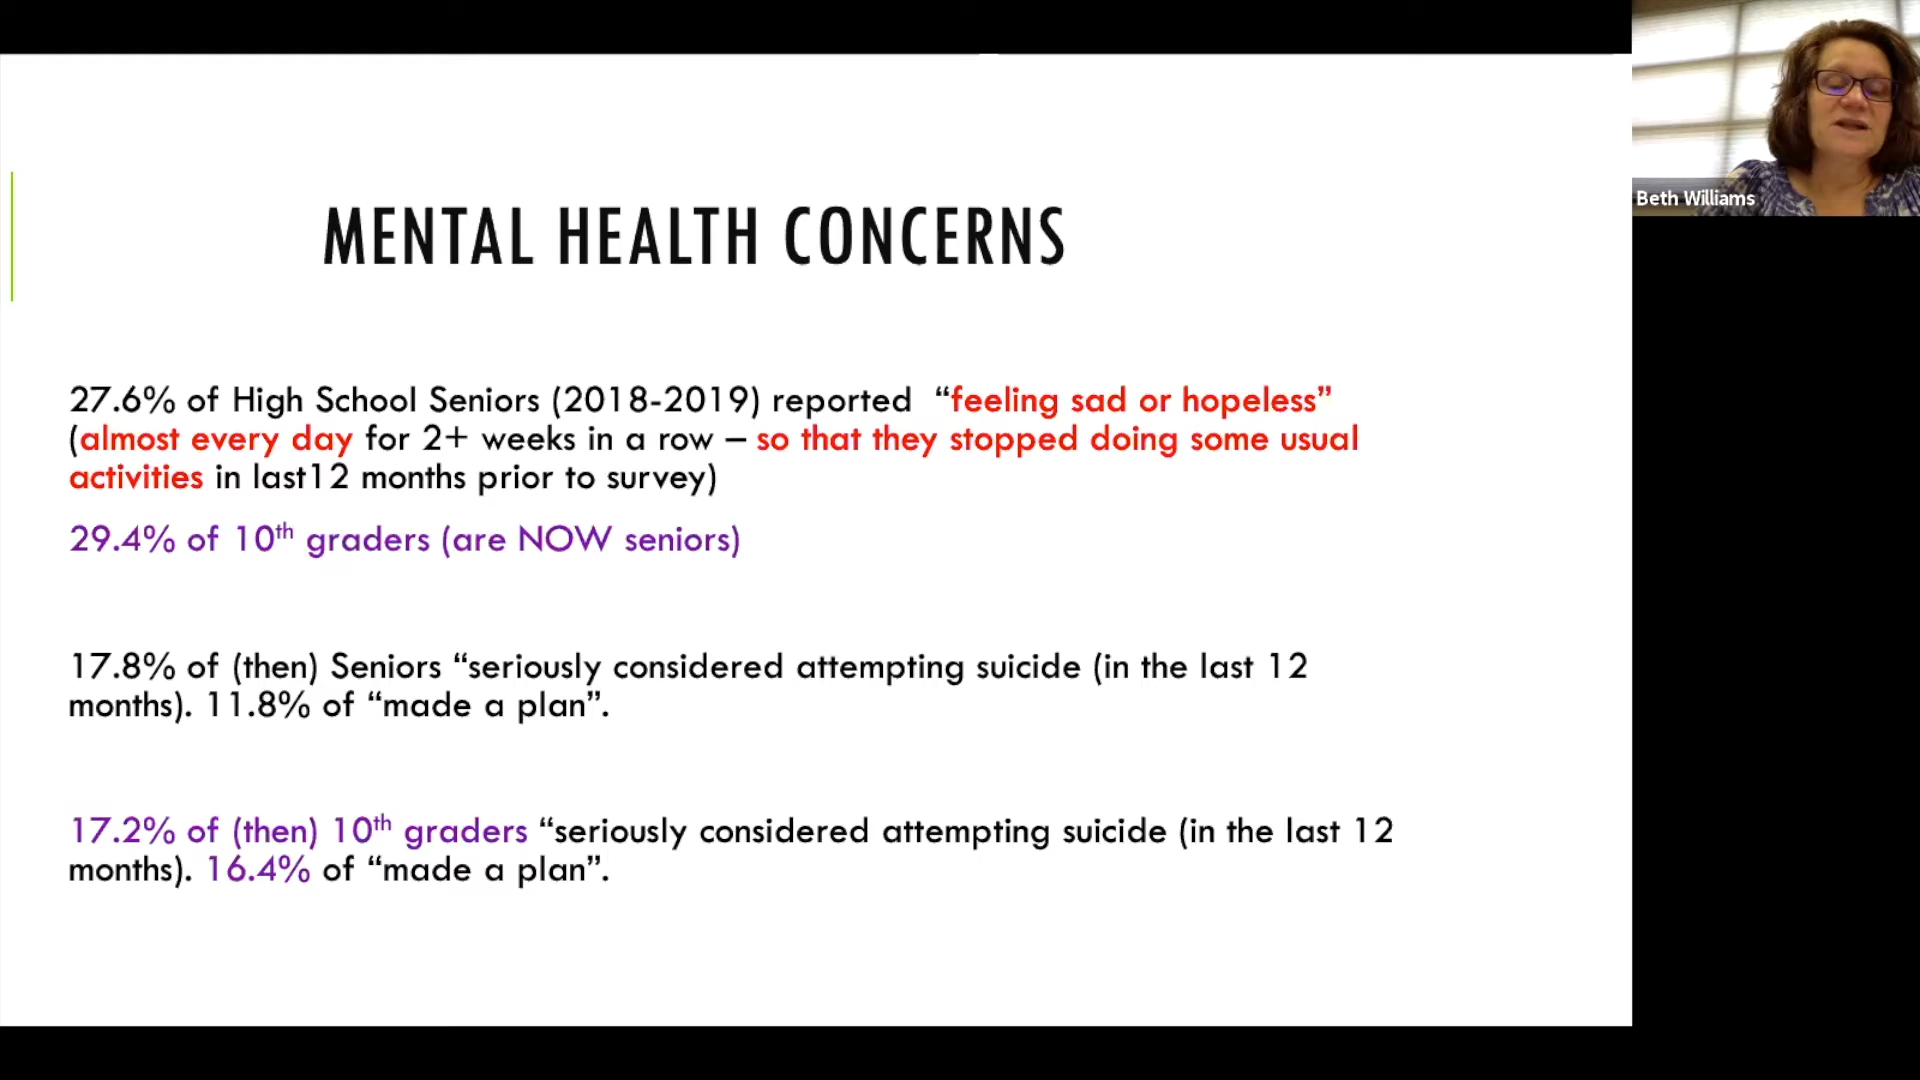 MENTAL HEALTH CONCERNS
27.6% of High School Seniors (2018-2019) reported “feeling sad or hopeless”
(almost every day for 2+ weeks in a row – so that they stopped doing some usual
activities in last12 months prior to survey)
29.4% of 10th graders (are NOW seniors)
17.8% of (then) Seniors “seriously considered attempting suicide (in the last 12
months). 11.8% of “made a plan”.
17.2% of (then) 10th graders “seriously considered attempting suicide (in the last 12
months). 16.4% of “made a plan”.
Beth Williams